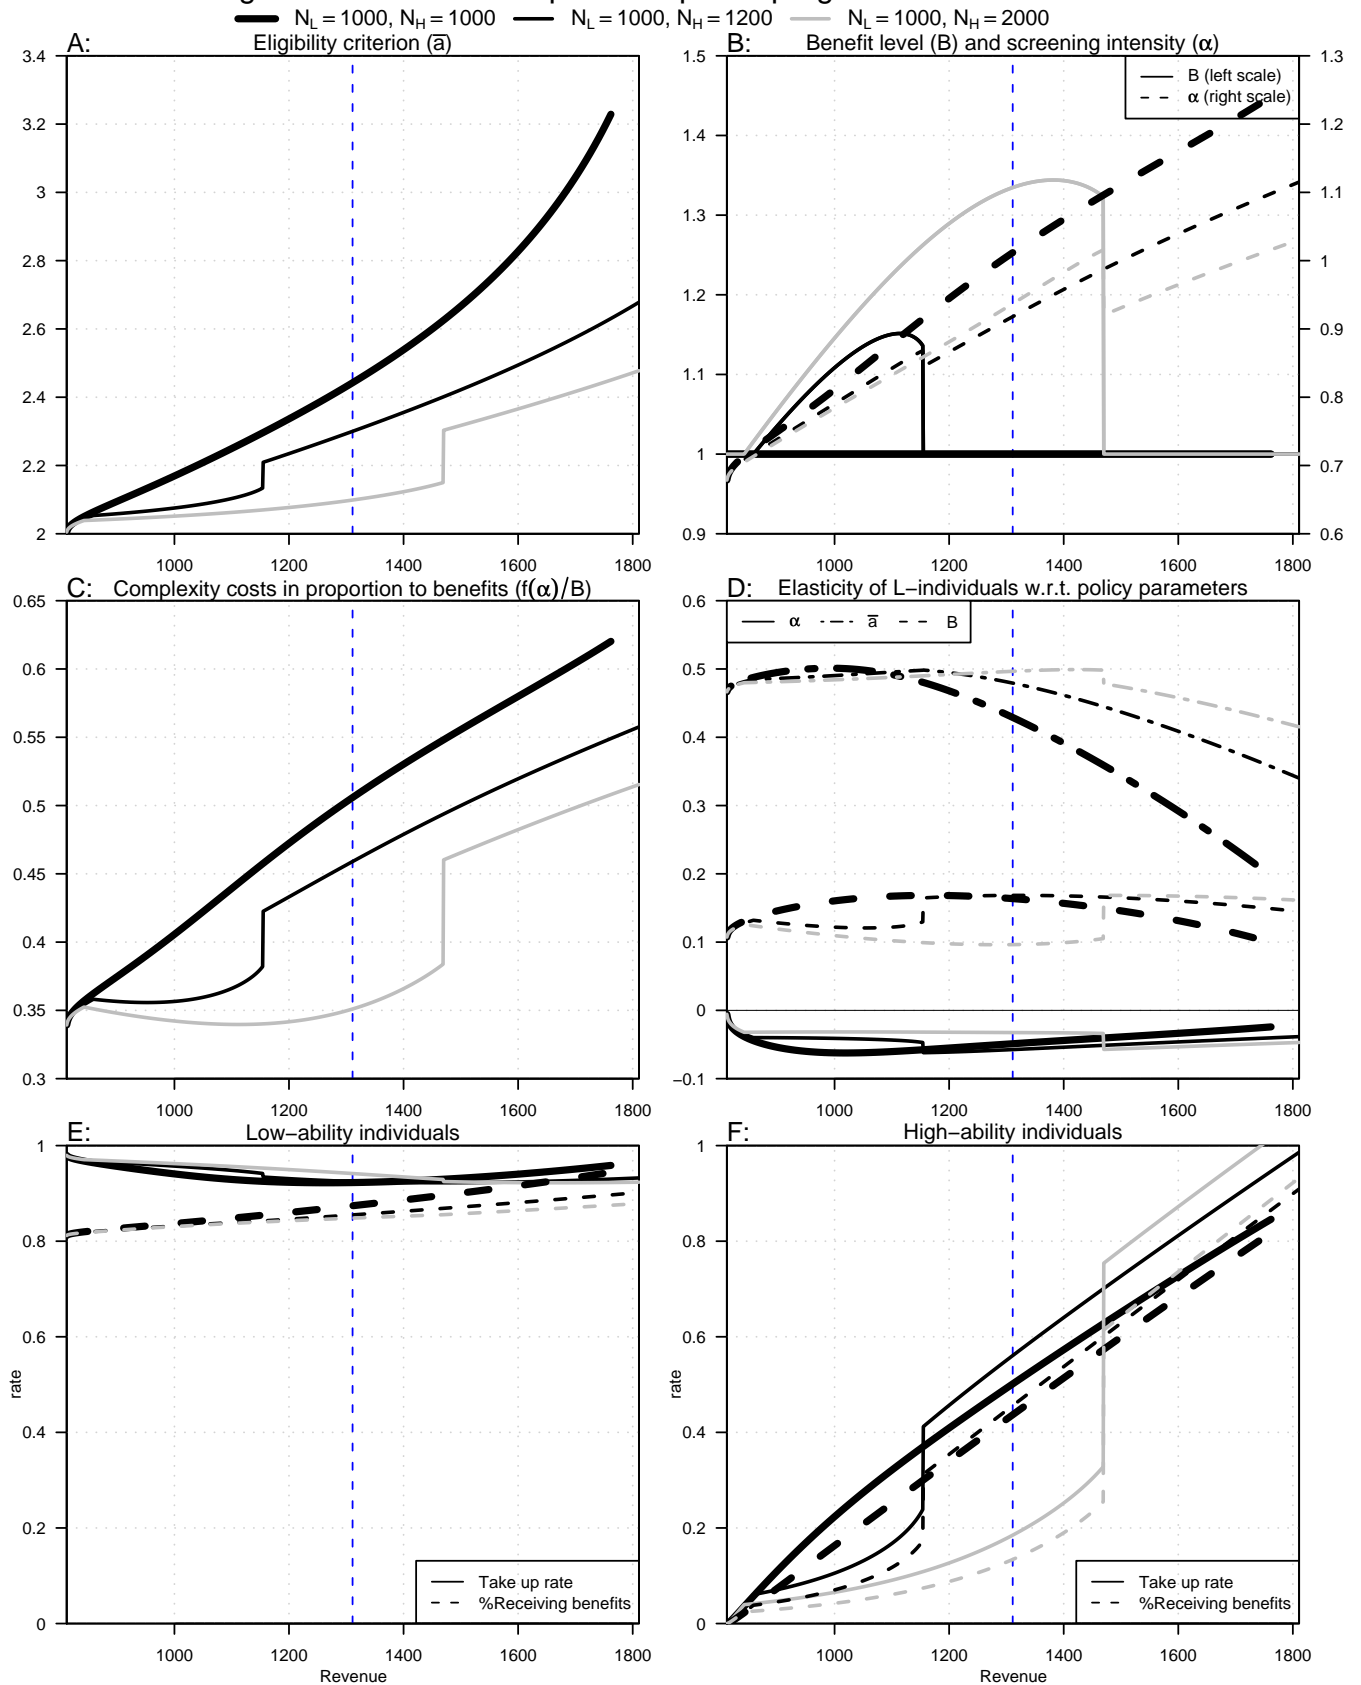 N_L = 1000, N_H = 1000 N_L = 1000, N_H = 1200 N_L = 1000, N_H = 2000
A: Eligibility criterion (a̅)
3.4
3.2
3
2.8
2.6
2.4
2.2
2
1000 1200 1400 1600 1800
B: Benefit level (B) and screening intensity (α)
B (left scale)
α (right scale)
1.5
1.4
1.3
1.2
1.1
1
0.9
1.3
1.2
1.1
1
0.9
0.8
0.7
0.6
1000 1200 1400 1600 1800
C: Complexity costs in proportion to benefits (f(α)/B)
0.65
0.6
0.55
0.5
0.45
0.4
0.35
0.3
1000 1200 1400 1600 1800
D: Elasticity of L−individuals w.r.t. policy parameters
α a̅ B
0.6
0.5
0.4
0.3
0.2
0.1
0
−0.1
1000 1200 1400 1600 1800
E: Low−ability individuals
1
0.8
0.6
0.4
0.2
0
rate
Take up rate
%Receiving benefits
1000 1200 1400 1600 1800
Revenue
F: High−ability individuals
1
0.8
0.6
0.4
0.2
0
rate
Take up rate
%Receiving benefits
1000 1200 1400 1600 1800
Revenue